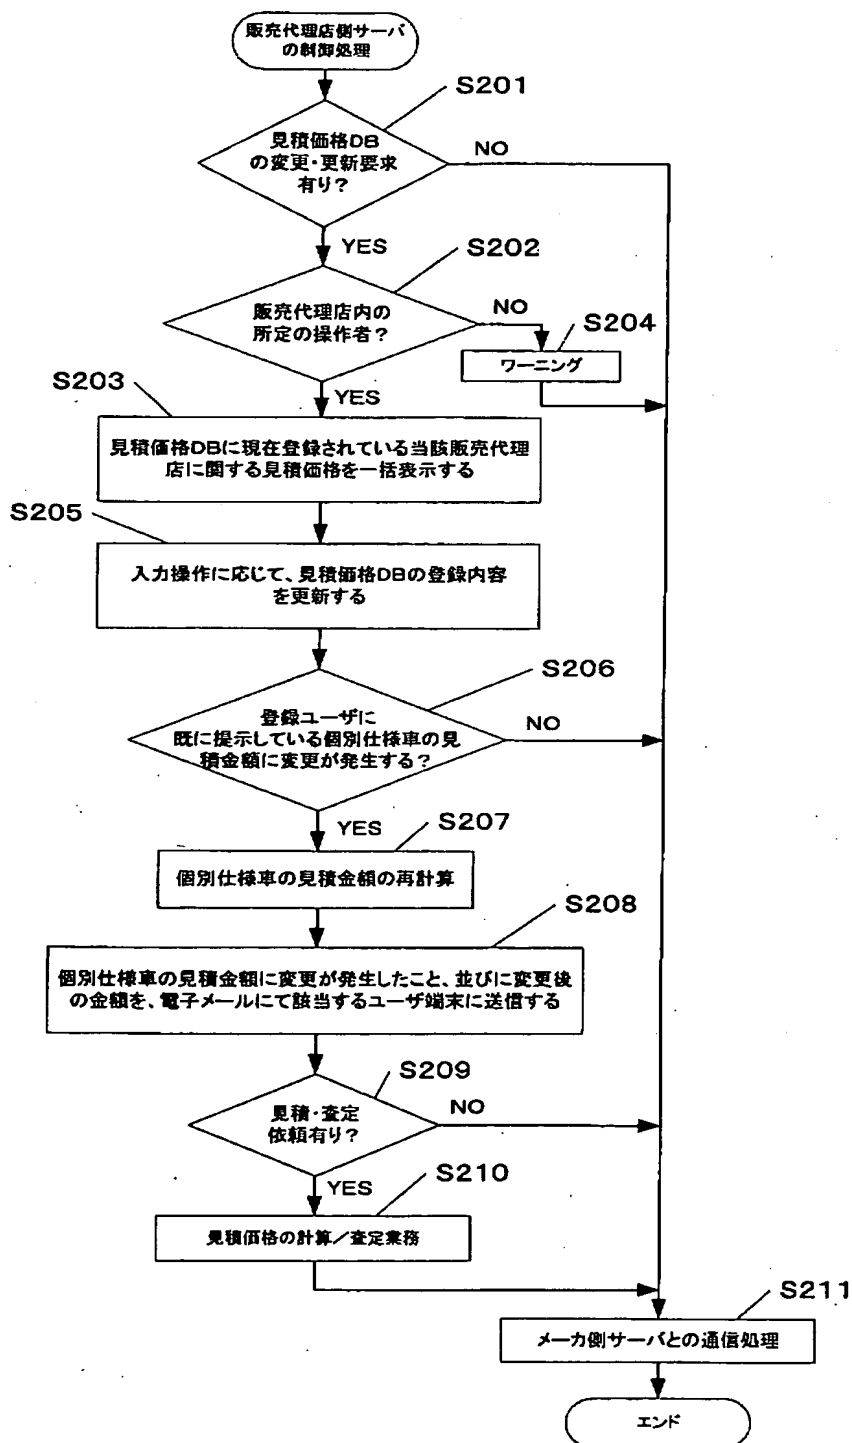 販売代理店側サーバ
の制御処理
S201
見積価格DB
の変更・更新要求
有り?
NO
YES
S202
販売代理店内の
所定の操作者?
NO
S204
ワーニング
YES
S203
見積価格DBに現在登録されている当該販売代理
店に関する見積価格を一括表示する
S205
入力操作に応じて、見積価格DBの登録内容
を更新する
S206
登録ユーザに
既に提示している個別仕様車の見
積金額に変更が発生する?
NO
YES
S207
個別仕様車の見積金額の再計算
S208
個別仕様車の見積金額に変更が発生したこと、並びに変更後
の金額を、電子メールにて該当するユーザ端末に送信する
S209
見積・査定
依頼有り?
NO
YES
S210
見積価格の計算/査定業務
S211
メーカ側サーバとの通信処理
エンド